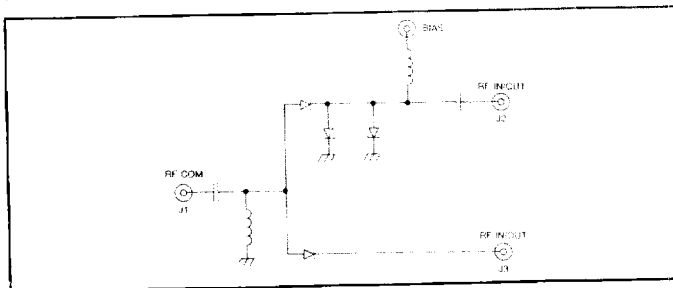 BIAS
RF IN/OUT
J2
RF COM
J1
RF IN/OUT
J3